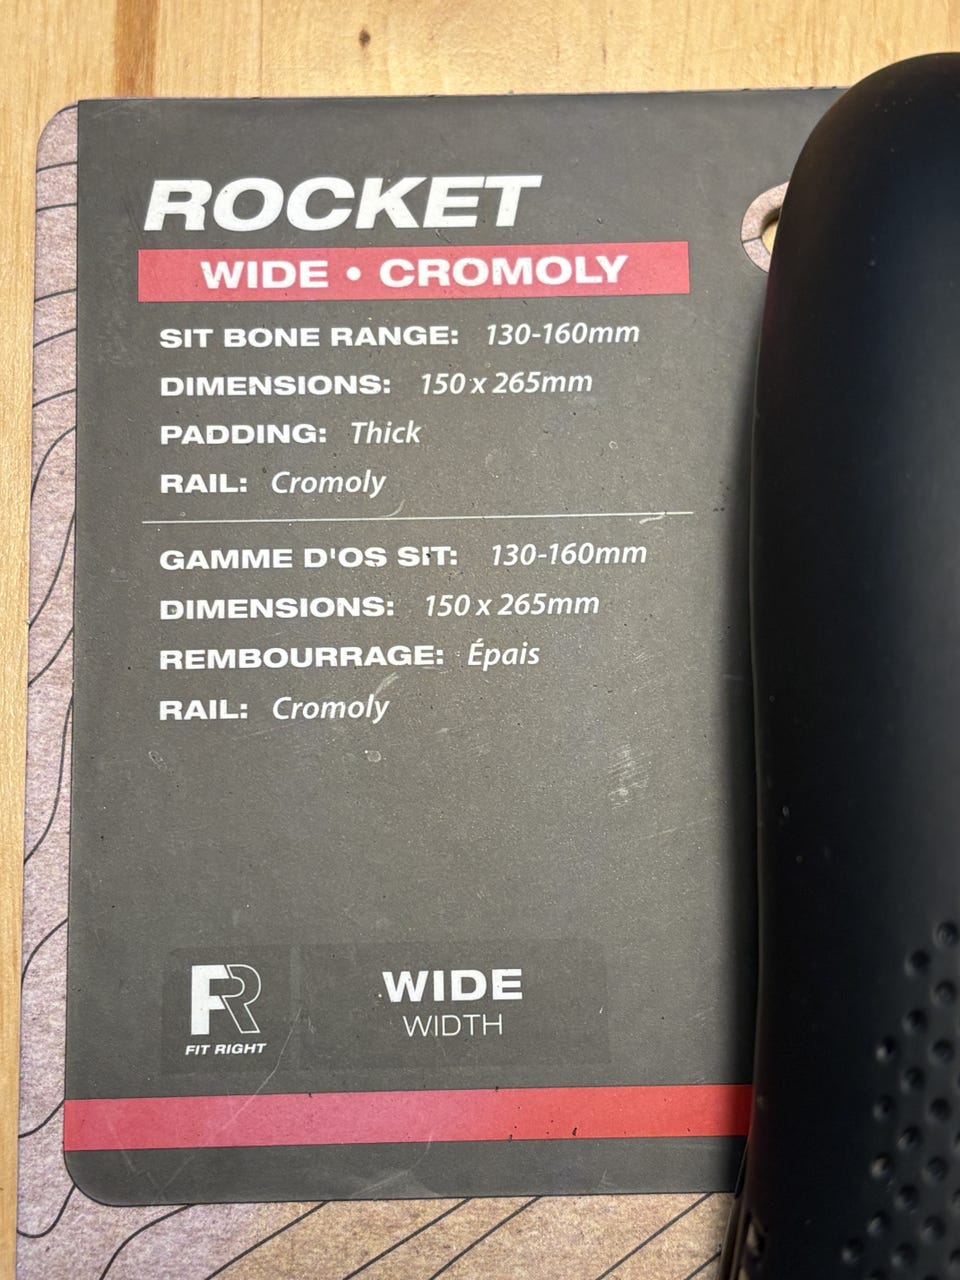 ROCKET
WIDE • CROMOLY
SIT BONE RANGE: 130-160mm
DIMENSIONS: 150 x 265mm
PADDING: Thick
RAIL: Cromoly
GAMME D'OS SIT: 130-160mm
DIMENSIONS: 150 x 265mm
REMBOURRAGE: Épais
RAIL: Cromoly
FR
FIT RIGHT
WIDE
WIDTH